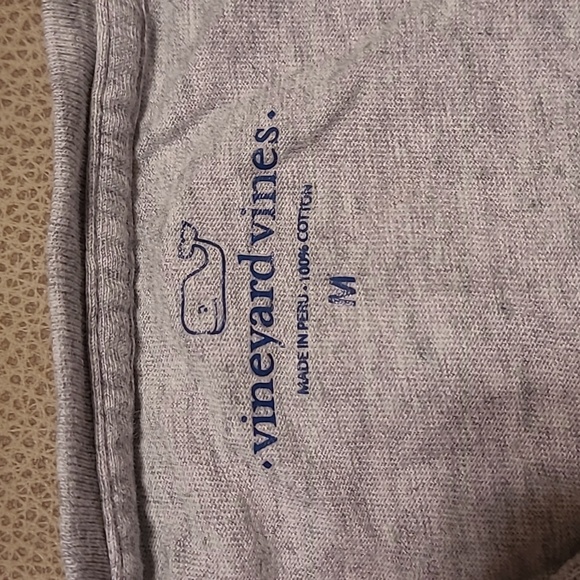 · vineyard vines ·
MADE IN PERU · 100% COTTON
M